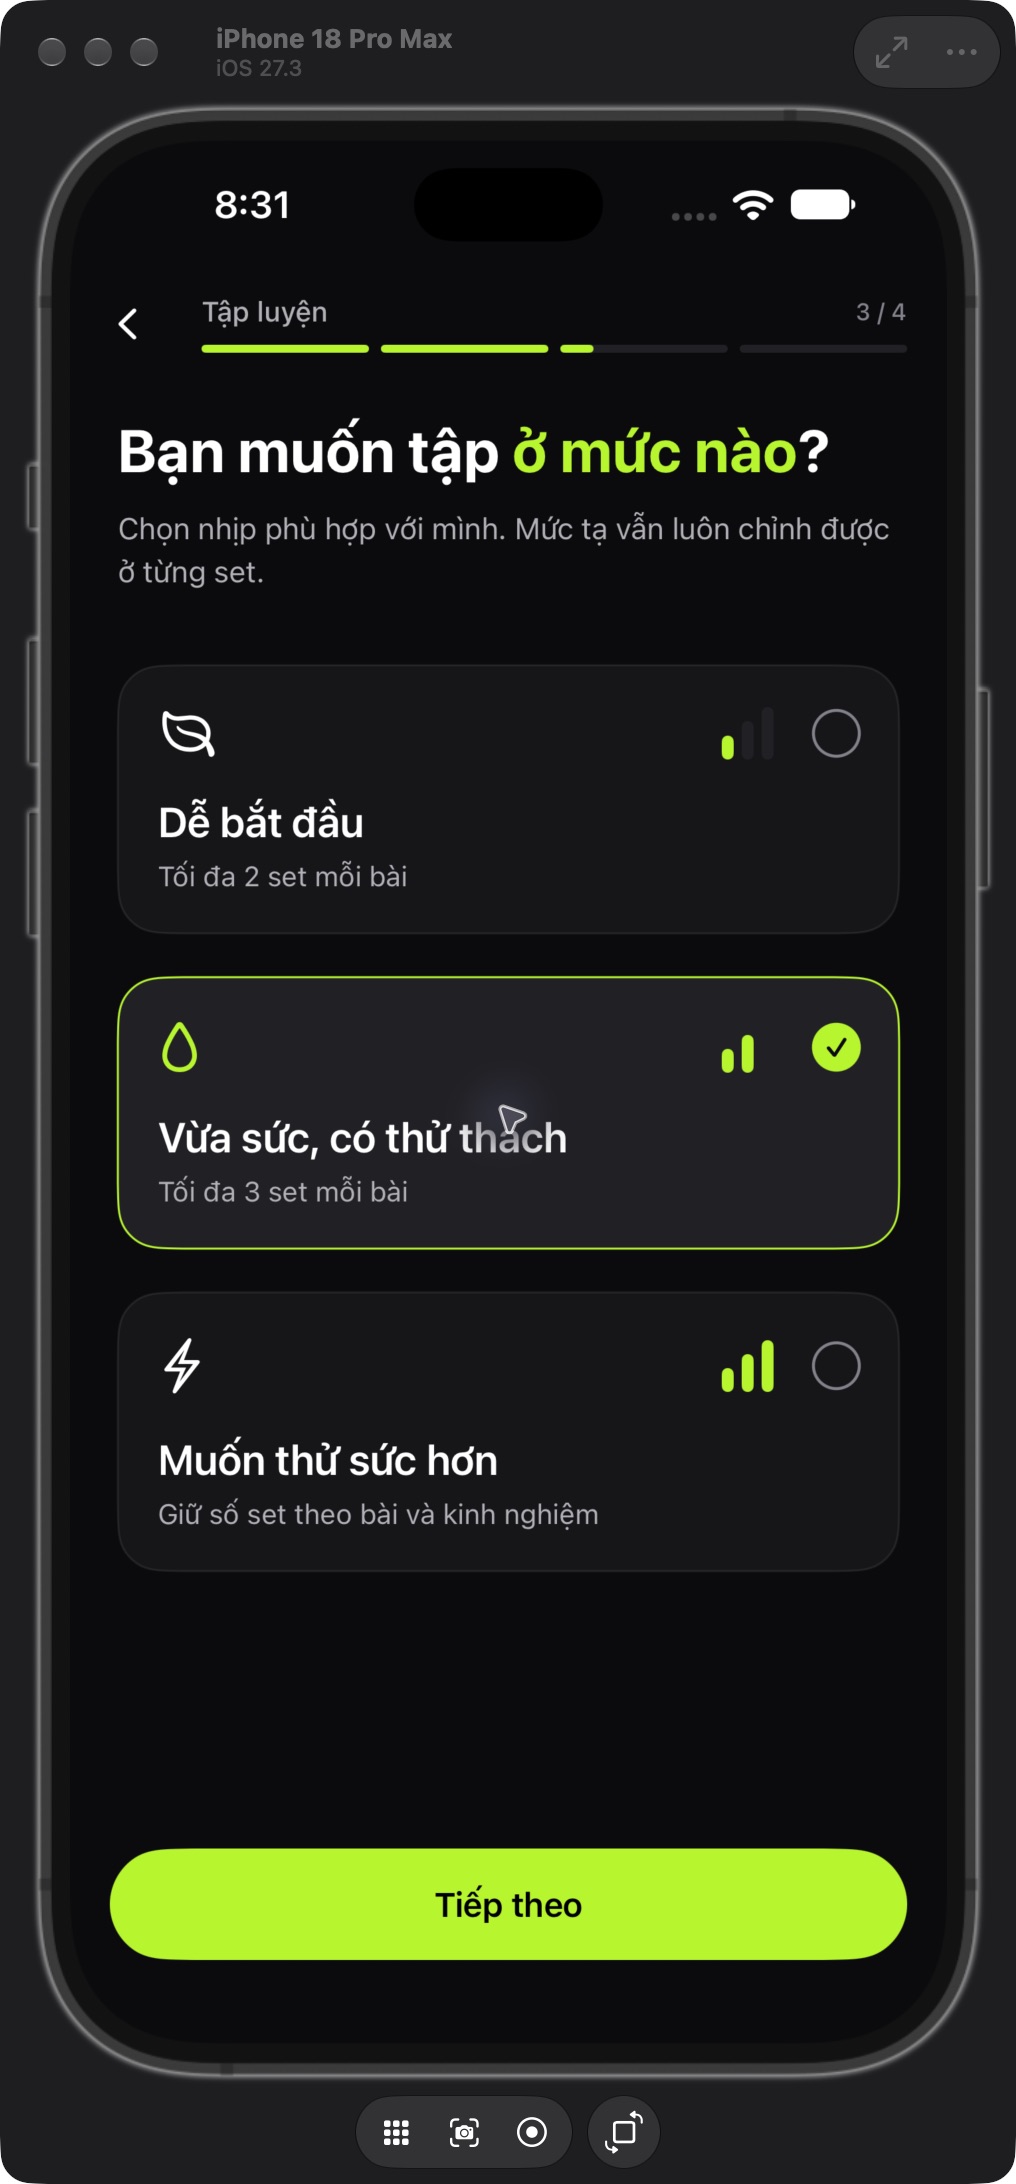 iPhone 18 Pro Max
iOS 27.3
8:31
Tập luyện
3 / 4
Bạn muốn tập ở mức nào?
Chọn nhịp phù hợp với mình. Mức tạ vẫn luôn chỉnh được
ở từng set.
Dễ bắt đầu
Tối đa 2 set mỗi bài
Vừa sức, có thử thách
Tối đa 3 set mỗi bài
Muốn thử sức hơn
Giữ số set theo bài và kinh nghiệm
Tiếp theo